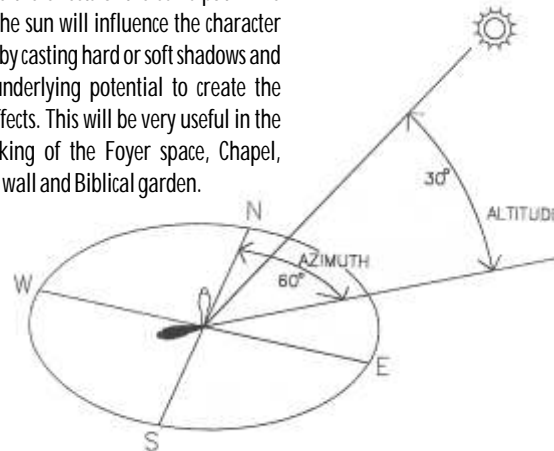 he sun will influence the character
by casting hard or soft shadows and
underlying potential to create the
ffects. This will be very useful in the
king of the Foyer space, Chapel,
wall and Biblical garden.
N
30°
ALTITUDE
AZIMUTH
60°
W
E
S